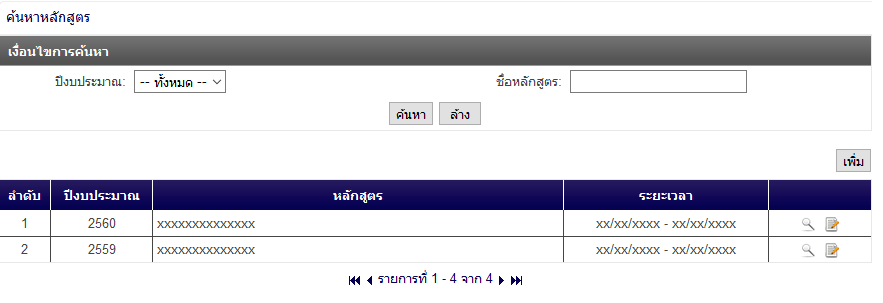 ค้นหาหลักสูตร
เงื่อนไขการค้นหา
ปีงบประมาณ: -- ทั้งหมด -- ชื่อหลักสูตร:
ค้นหา ล้าง
เพิ่ม
ลำดับ ปีงบประมาณ หลักสูตร ระยะเวลา
1 2560 xxxxxxxxxxxxxx xx/xx/xxxx - xx/xx/xxxx
2 2559 xxxxxxxxxxxxxx xx/xx/xxxx - xx/xx/xxxx
รายการที่ 1 - 4 จาก 4